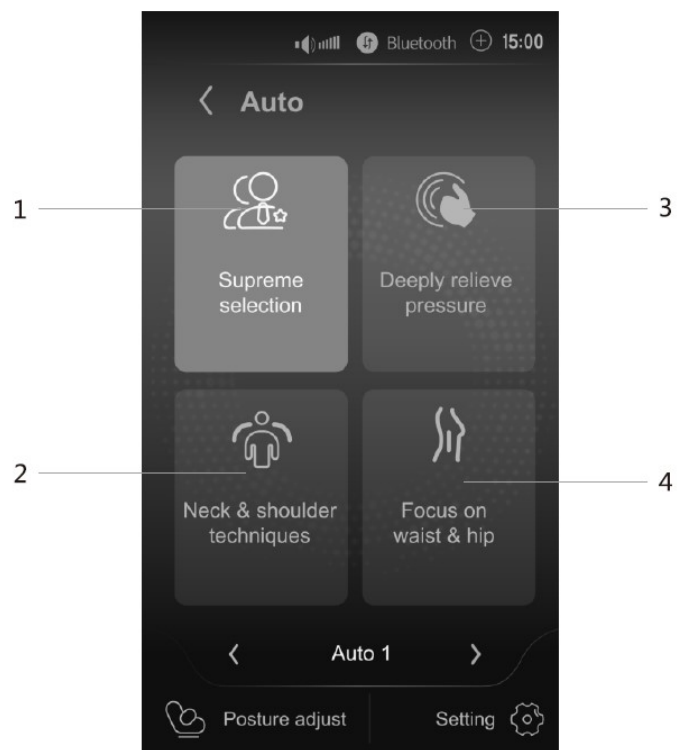 Bluetooth 15:00
Auto
1
Supreme
selection
3
Deeply relieve
pressure
2
Neck & shoulder
techniques
4
Focus on
waist & hip
Auto 1
Posture adjust
Setting